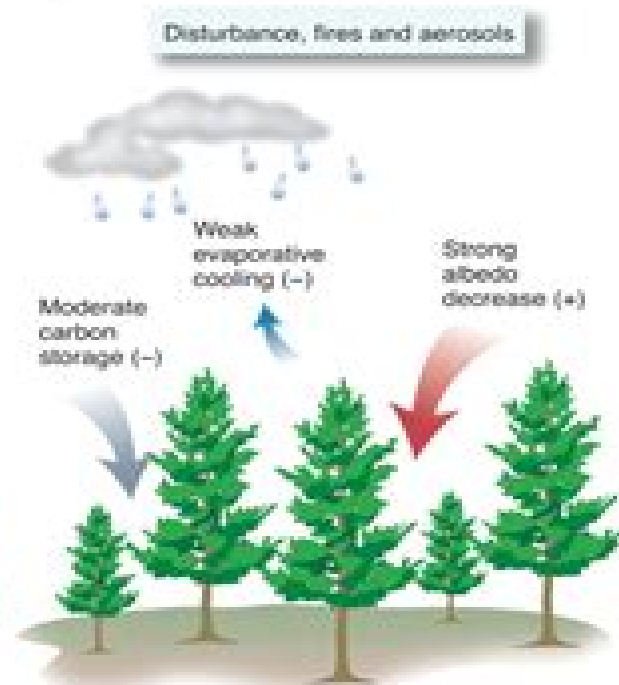 Disturbance, fires and aerosols
Weak
evaporative
cooling (−)
Strong
albedo
decrease (+)
Moderate
carbon
storage (−)